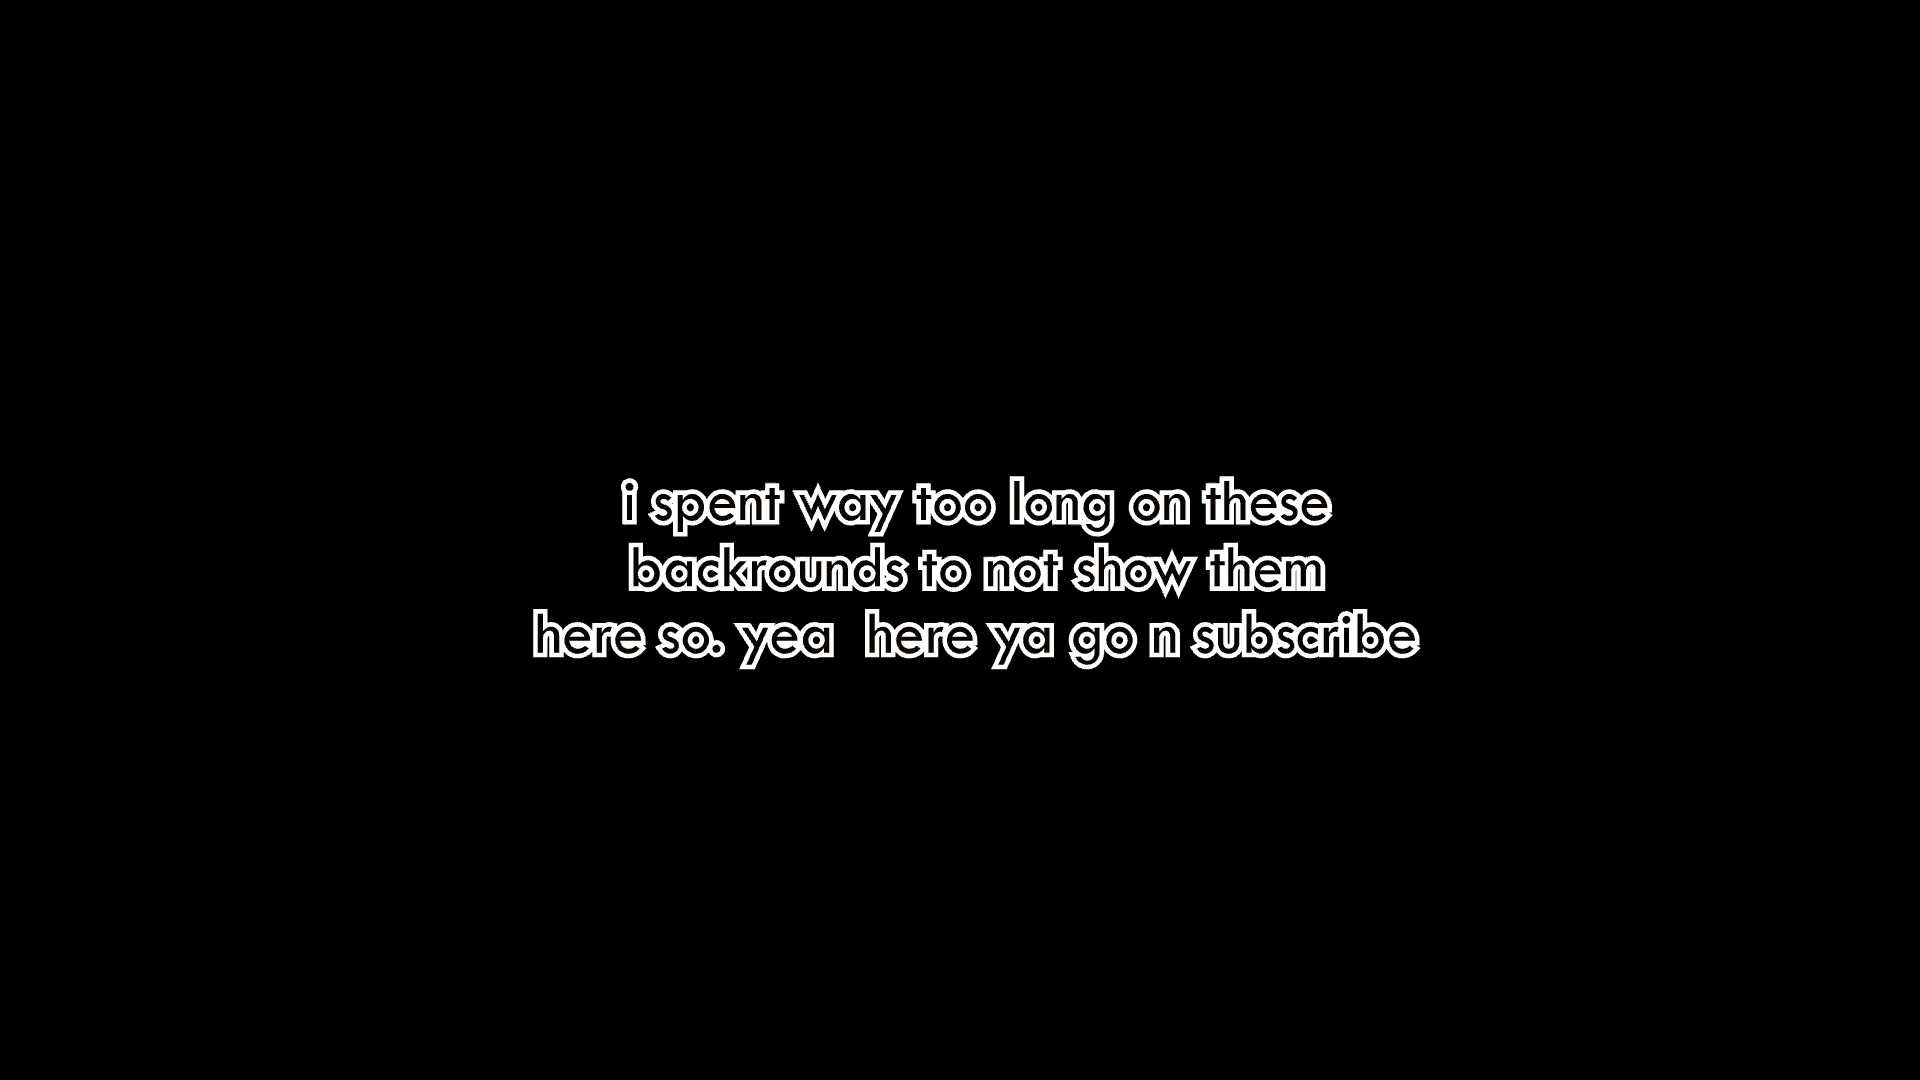 i spent way too long on these
backrounds to not show them
here so. yea  here ya go n subscribe